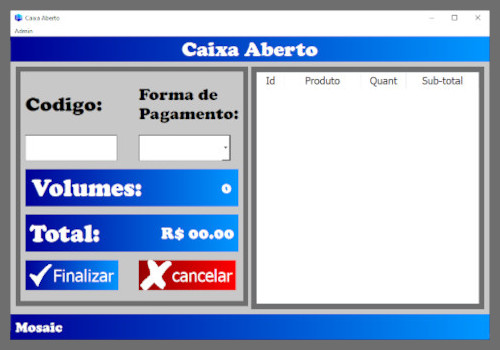 Caixa Aberto
Admin
Caixa Aberto
Codigo:
Forma de
Pagamento:
Volumes: 0
Total: R$ 00.00
Finalizar
cancelar
Id Produto Quant Sub-total
Mosaic